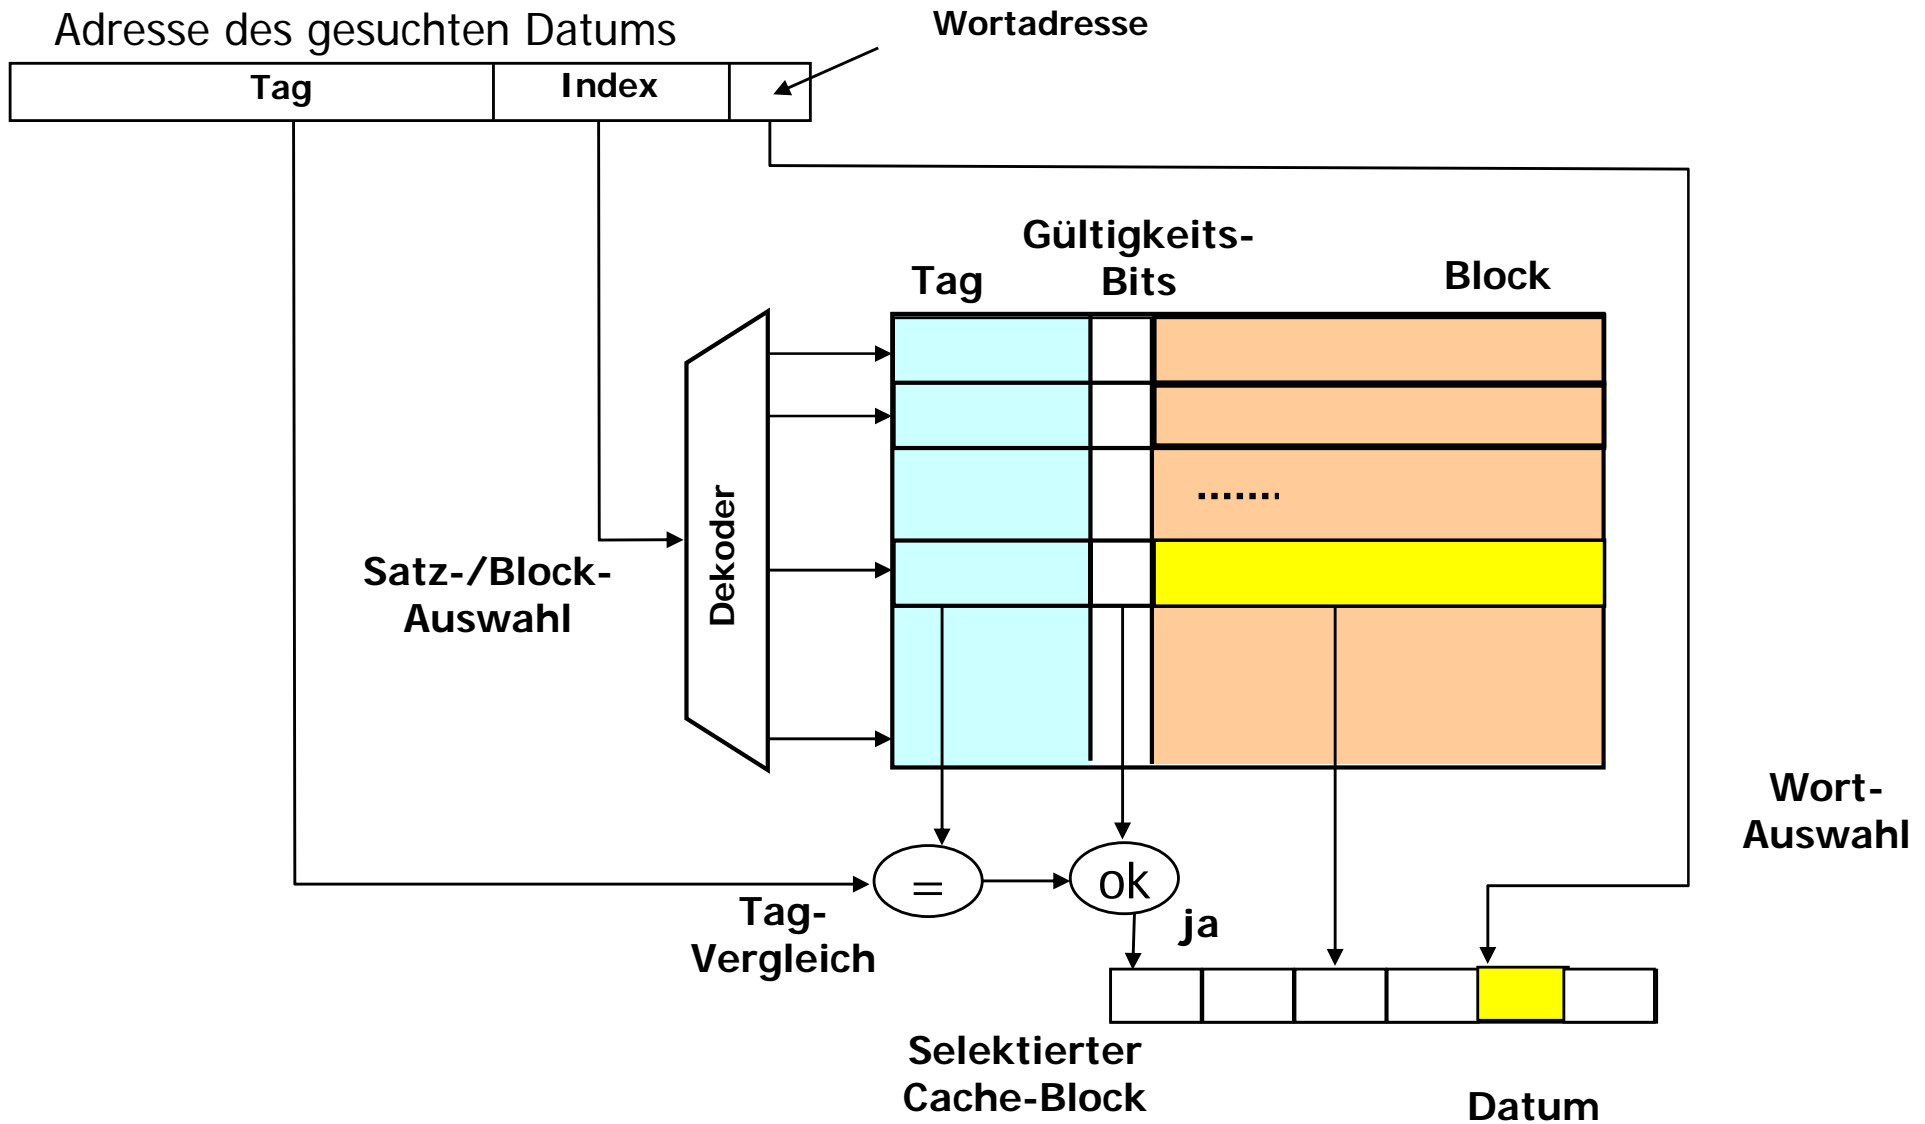 Wortadresse
Adresse des gesuchten Datums
Tag
Index
Gültigkeits-
Bits
Tag
Block
Dekoder
.......
Satz-/Block-
Auswahl
Wort-
Auswahl
=
ok
ja
Tag-
Vergleich
Selektierter
Cache-Block
Datum